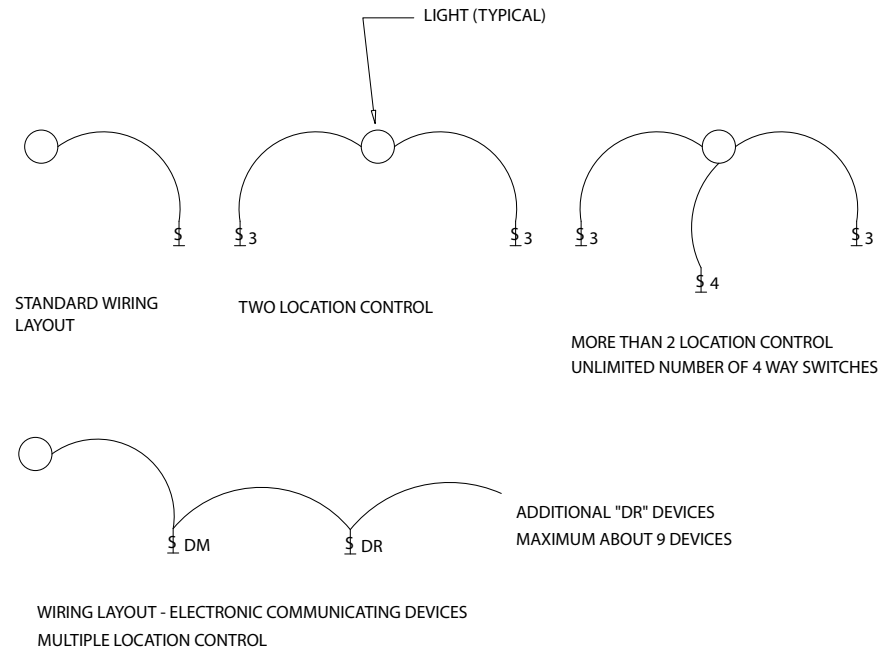 LIGHT (TYPICAL)
S
S 3
S 3
S 3
S 4
S 3
STANDARD WIRING
LAYOUT
TWO LOCATION CONTROL
MORE THAN 2 LOCATION CONTROL
UNLIMITED NUMBER OF 4 WAY SWITCHES
S DM
S DR
ADDITIONAL "DR" DEVICES
MAXIMUM ABOUT 9 DEVICES
WIRING LAYOUT - ELECTRONIC COMMUNICATING DEVICES
MULTIPLE LOCATION CONTROL